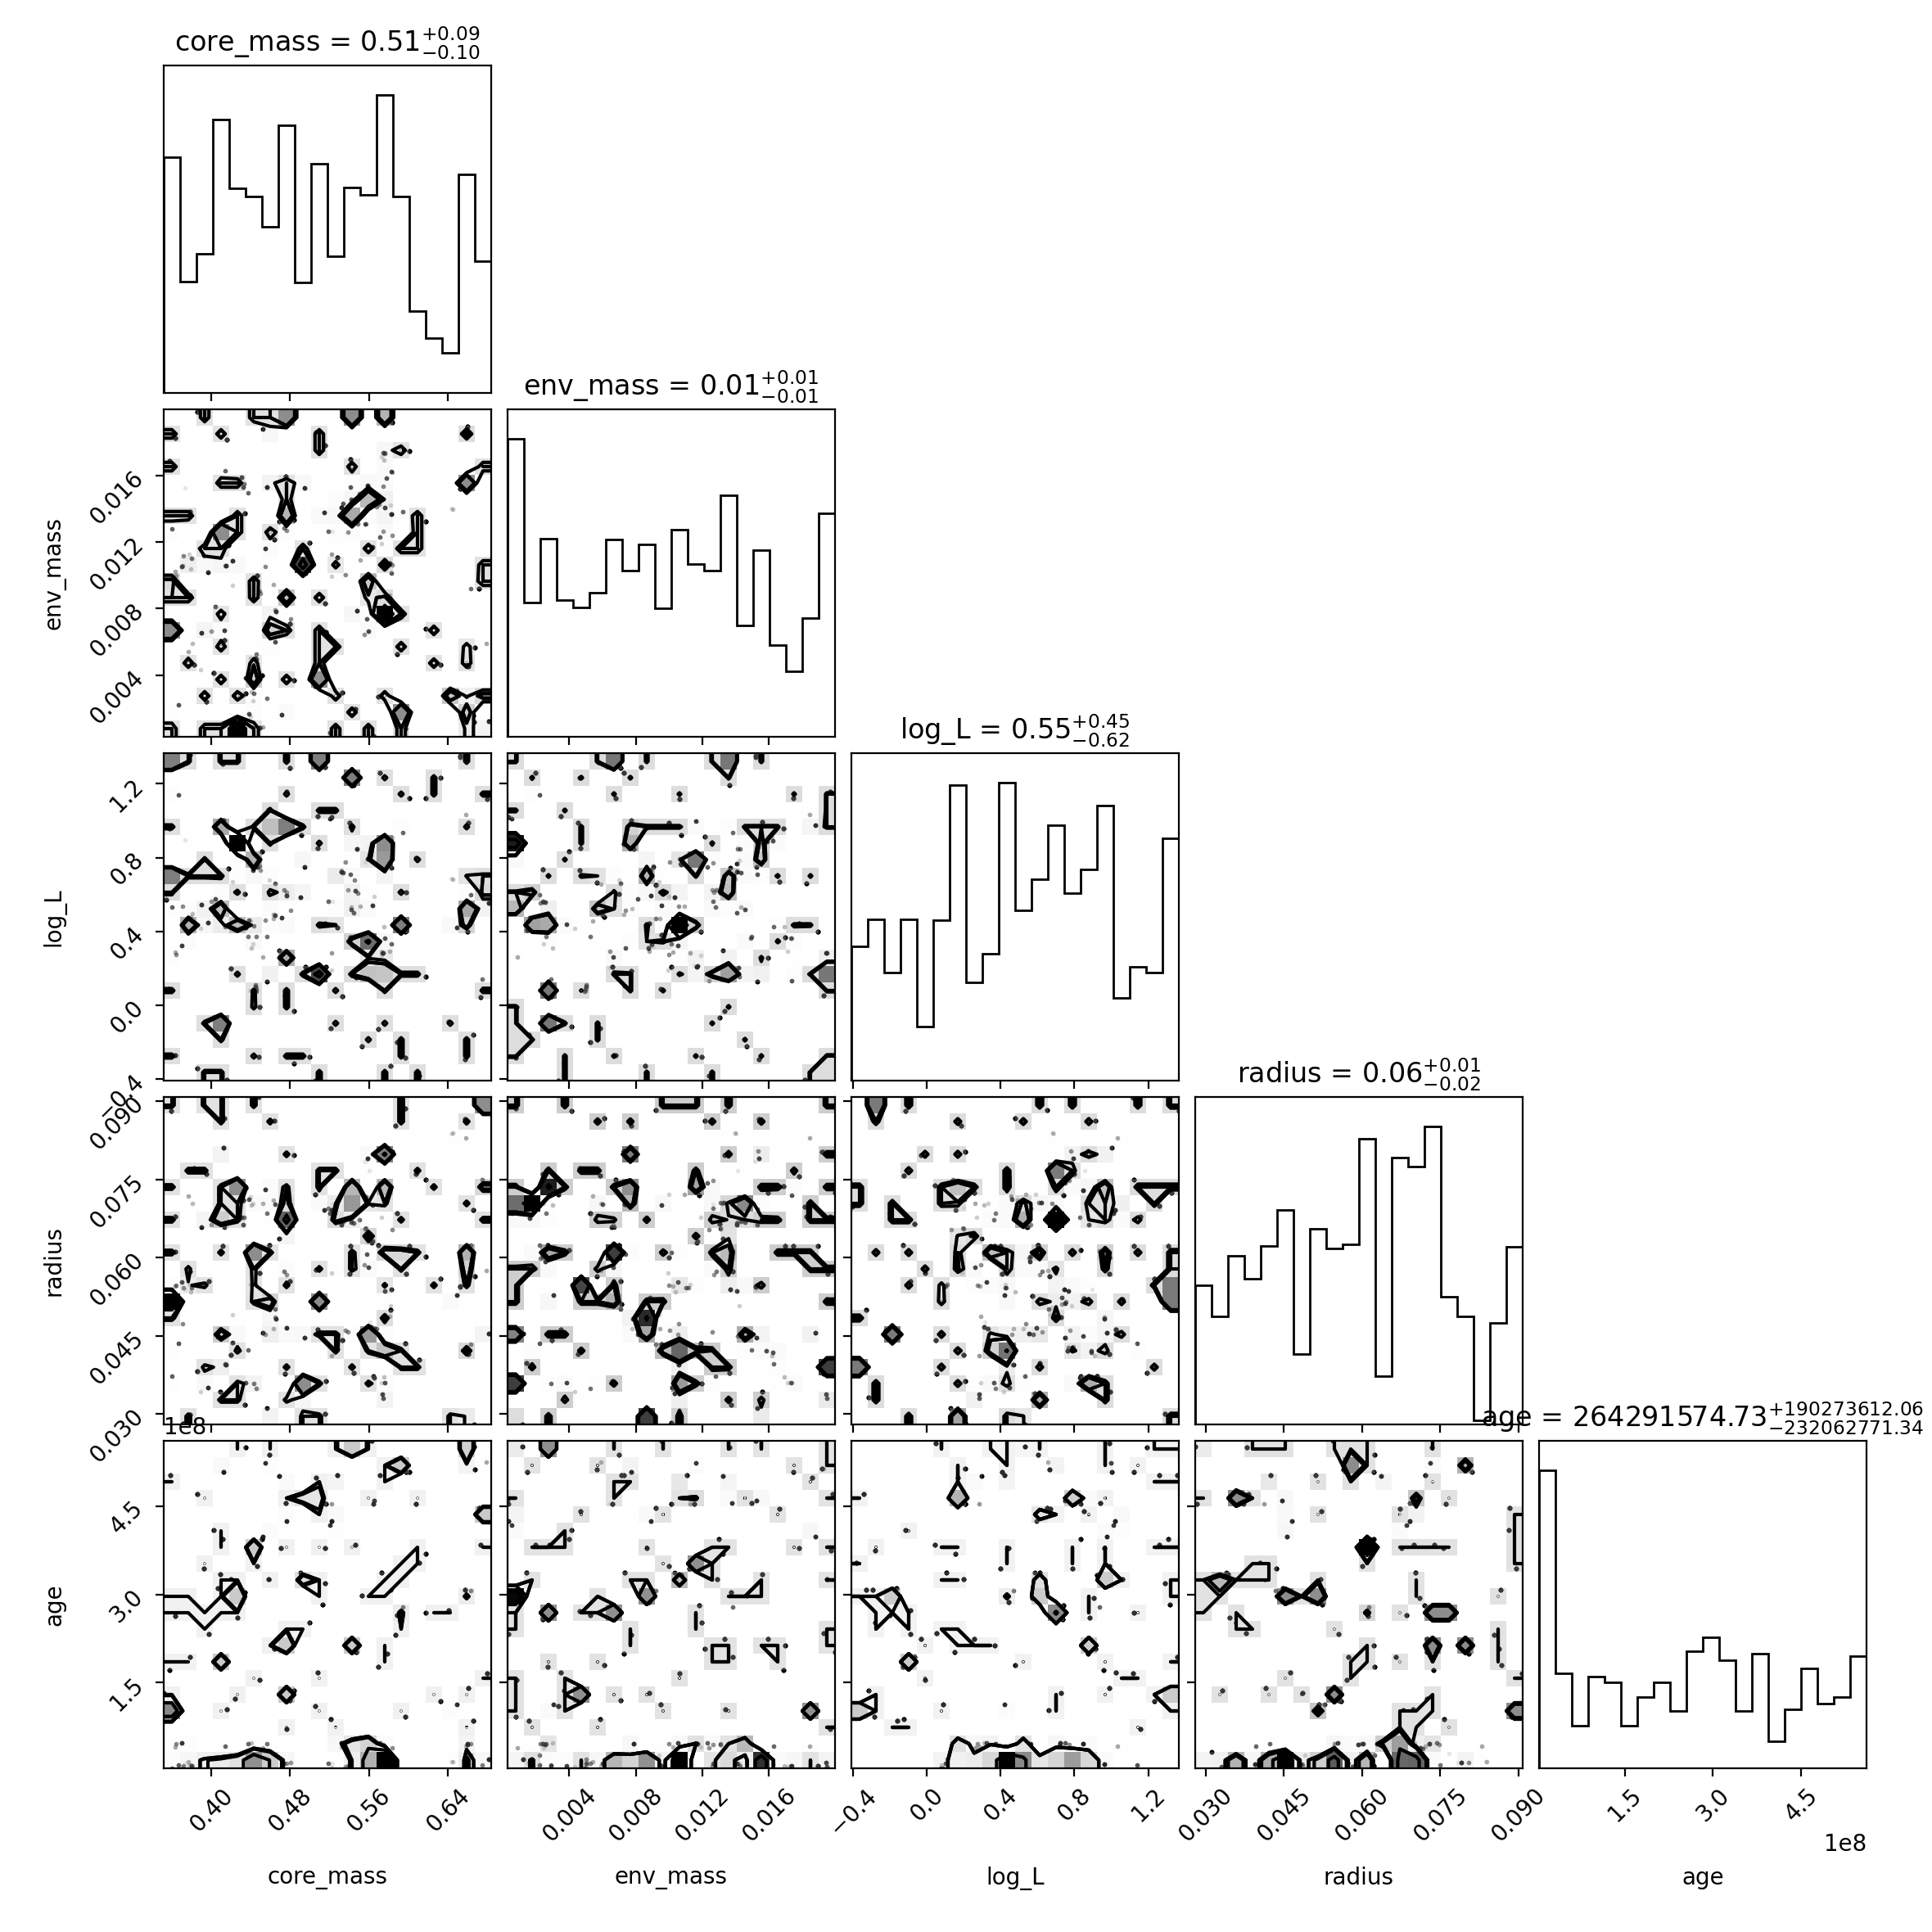 core_mass = 0.51+0.09−0.10
env_mass = 0.01+0.01−0.01
env_mass
0.016
0.012
0.008
0.004
log_L = 0.55+0.45−0.62
log_L
1.2
0.8
0.4
0.0
−0.4
radius = 0.06+0.01−0.02
radius
0.090
0.075
0.060
0.045
0.030
age = 264291574.73+190273612.06−232062771.34
1e8
age
4.5
3.0
1.5
0.40 0.48 0.56 0.64
0.004 0.008 0.012 0.016
−0.4 0.0 0.4 0.8 1.2
0.030 0.045 0.060 0.075 0.090
1.5 3.0 4.5
1e8
core_mass env_mass log_L radius age